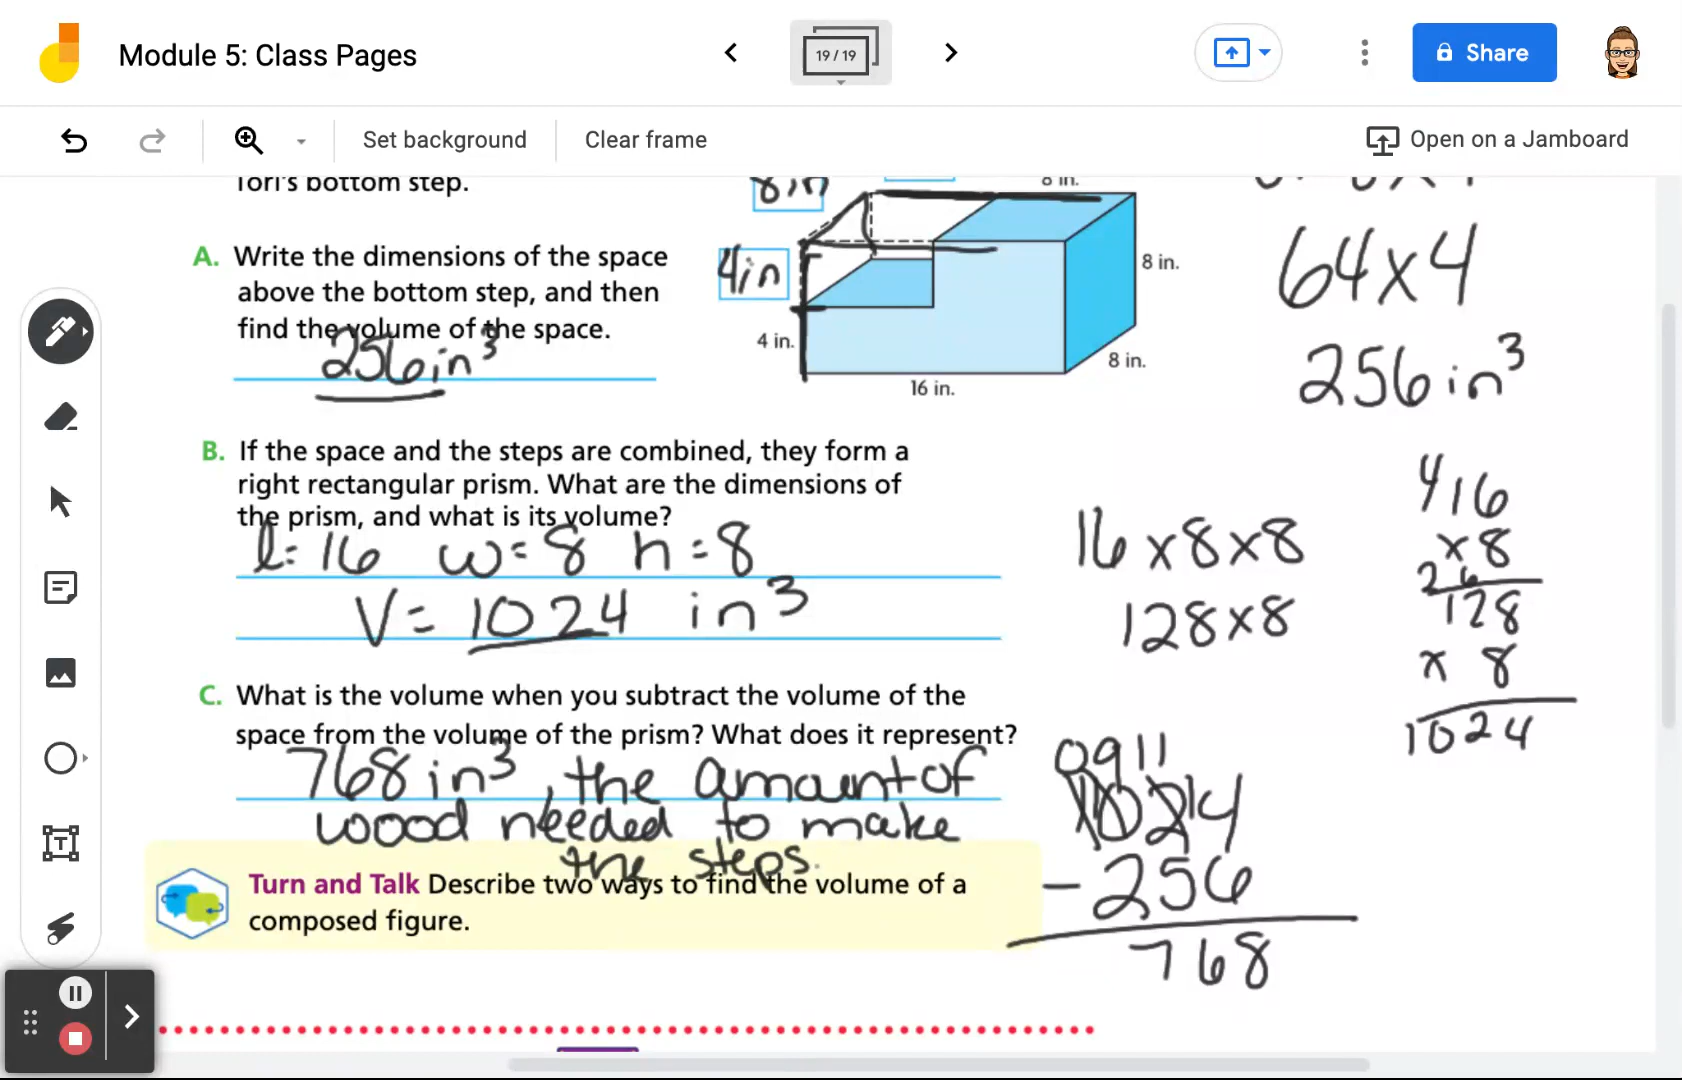 Module 5: Class Pages
19 / 19
Share
Set background
Clear frame
Open on a Jamboard
Tori's bottom step.
8in
8 in.
A. Write the dimensions of the space
above the bottom step, and then
find the volume of the space.
256in³
4in
4 in.
8 in.
8 in.
16 in.
64x4
256in³
B. If the space and the steps are combined, they form a
right rectangular prism. What are the dimensions of
the prism, and what is its volume?
l=16 w=8 h=8
V= 1024 in³
16x8x8
128x8
416
x8
26
128
x 8
1024
C. What is the volume when you subtract the volume of the
space from the volume of the prism? What does it represent?
768in³, the amount of
wood needed to make
the steps.
0911
10214
- 256
768
Turn and Talk Describe two ways to find the volume of a
composed figure.